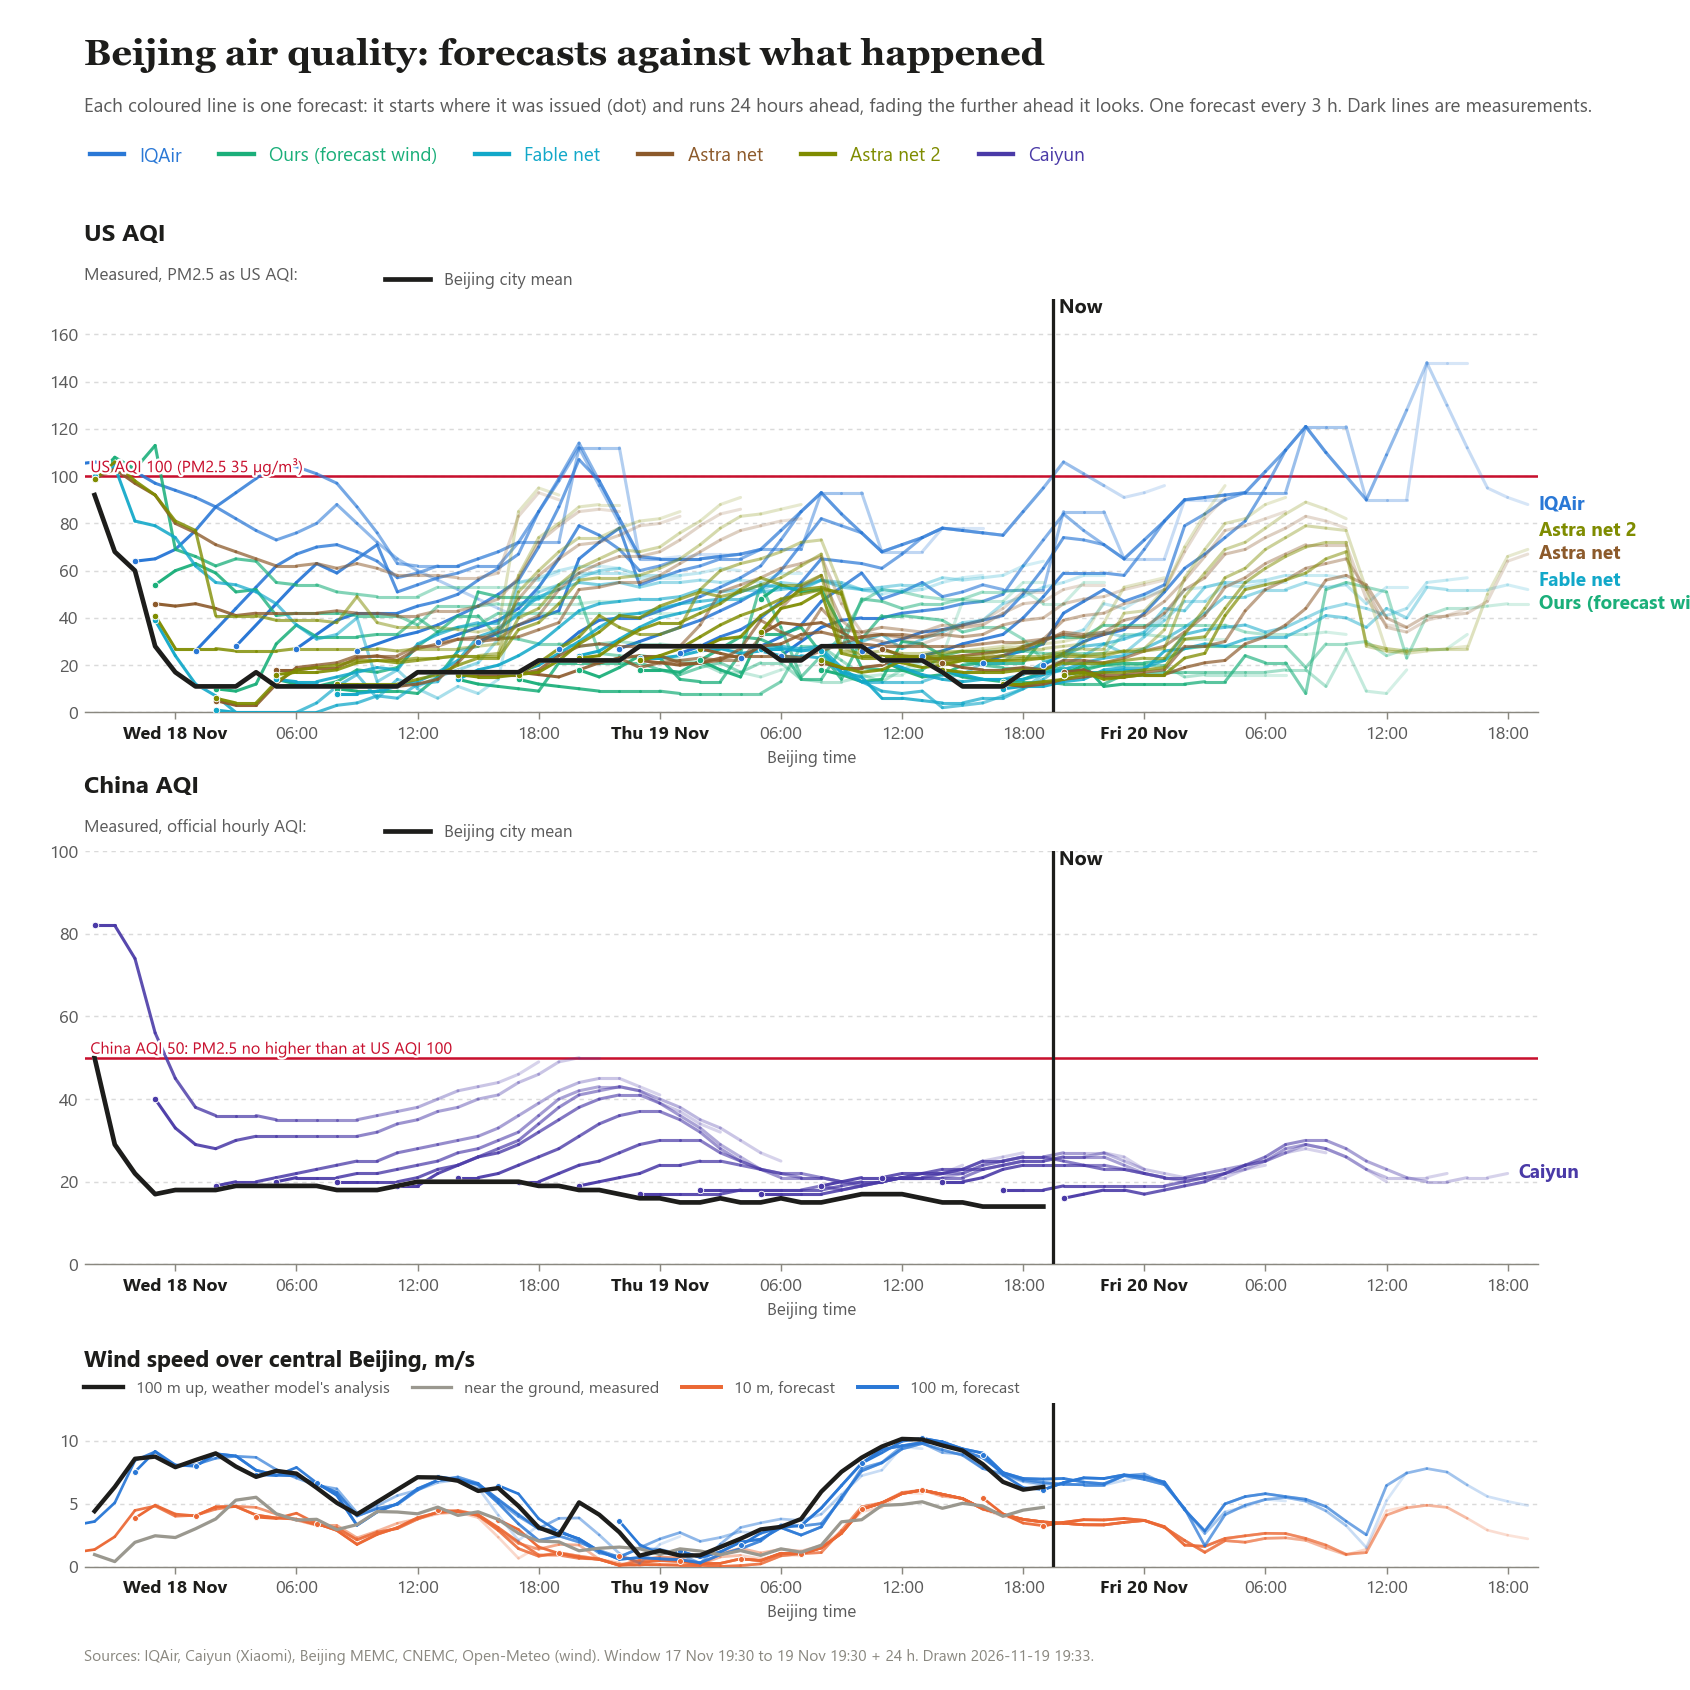 Beijing air quality: forecasts against what happened
Each coloured line is one forecast: it starts where it was issued (dot) and runs 24 hours ahead, fading the further ahead it looks. One forecast every 3 h. Dark lines are measurements.
IQAir Ours (forecast wind) Fable net Astra net Astra net 2 Caiyun
US AQI
Measured, PM2.5 as US AQI: Beijing city mean
Now
160
140
120
100
80
60
40
20
0
US AQI 100 (PM2.5 35 µg/m³)
IQAir
Astra net 2
Astra net
Fable net
Ours (forecast wi
Wed 18 Nov 06:00 12:00 18:00 Thu 19 Nov 06:00 12:00 18:00 Fri 20 Nov 06:00 12:00 18:00
Beijing time
China AQI
Measured, official hourly AQI: Beijing city mean
Now
100
80
60
40
20
0
China AQI 50: PM2.5 no higher than at US AQI 100
Caiyun
Wed 18 Nov 06:00 12:00 18:00 Thu 19 Nov 06:00 12:00 18:00 Fri 20 Nov 06:00 12:00 18:00
Beijing time
Wind speed over central Beijing, m/s
100 m up, weather model's analysis near the ground, measured 10 m, forecast 100 m, forecast
10
5
0
Wed 18 Nov 06:00 12:00 18:00 Thu 19 Nov 06:00 12:00 18:00 Fri 20 Nov 06:00 12:00 18:00
Beijing time
Sources: IQAir, Caiyun (Xiaomi), Beijing MEMC, CNEMC, Open-Meteo (wind). Window 17 Nov 19:30 to 19 Nov 19:30 + 24 h. Drawn 2026-11-19 19:33.